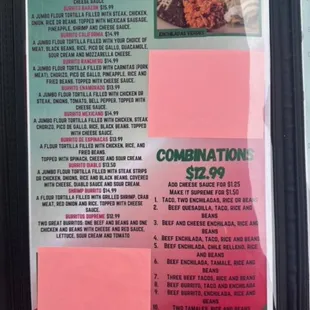 CHEESE SAUCE
BURRITO HAWAIIN $15.99
A JUMBO FLOUR TORTILLA FILLED WITH STEAK, CHICKEN,
ONION, RICE OR BEANS, TOPPED WITH MEXICAN SAUSAGE,
PINEAPPLE, SHRIMP AND CHEESE SAUCE.
BURRITO CALIFORNIA $14.99
A JUMBO FLOUR TORTILLA FILLED WITH YOUR CHOICE OF
MEAT, BLACK BEANS, RICE, PICO DE GALLO, GUACAMOLE,
SOUR CREAM AND MOZZARELLA CHEESE.
BURRITO RANCHERO $14.99
A JUMBO FLOUR TORTILLA FILLED WITH CARNITAS (PORK
MEAT), CHORIZO, PICO DE GALLO, PINEAPPLE, RICE AND
FRIED BEANS. TOPPED WITH CHEESE SAUCE.
BURRITO ENAMORADO $13.99
A JUMBO FLOUR TORTILLA FILLED WITH CHICKEN OR
STEAK, ONIONS, TOMATO, BELL PEPPER. TOPPED WITH
CHEESE SAUCE.
BURRITO MEXICANO $14.99
A JUMBO FLOUR TORTILLA FILLED WITH CHICKEN, STEAK,
CHORIZO, PICO DE GALLO, RICE, BLACK BEANS. TOPPED
WITH CHEESE SAUCE.
BURRITO EL ESPINACAS $13.99
A FLOUR TORTILLA FILLED WITH CHICKEN, RICE, AND
FRIED BEANS.
TOPPED WITH SPINACH, CHEESE AND SOUR CREAM.
BURRITO DIABLO $13.50
A JUMBO FLOUR TORTILLA FILLED WITH STEAK STRIPS
OR CHICKEN, ONIONS, RICE AND BLACK BEANS. COVERED
WITH CHEESE, DIABLO SAUCE AND SOUR CREAM.
SHRIMP BURRITO $14.99
A JUMBO FLOUR TORTILLA FILLED WITH GRILLED SHRIMP, CRAB
MEAT, RED ONION AND RICE. TOPPED WITH CHEESE
SAUCE.
BURRITOS SUPREME $12.99
TWO GREAT BURRITOS: ONE BEEF AND BEANS AND ONE
CHICKEN AND BEANS WITH CHEESE AND RED SAUCE,
LETTUCE, SOUR CREAM AND TOMATO
COMBINATIONS
$12.99
ADD CHEESE SAUCE FOR $1.25
MAKE IT SUPREME FOR $1.50
1. TACO, TWO ENCHILADAS, RICE OR BEANS
2. BEEF QUESADILLA, TACO, RICE AND
BEANS
3. BEEF AND CHEESE ENCHILADA, RICE AND
BEANS
4. BEEF ENCHILADA, TACO, RICE AND BEANS
5. BEEF ENCHILADA, CHILE RELLENO, RICE
AND BEANS
6. BEEF ENCHILADA, TAMALE, RICE AND
BEANS
7. THREE BEEF TACOS, RICE AND BEANS
8. BEEF BURRITO, TACO AND RICE
9. BEEF BURRITO, ENCHILADA, RICE AND
BEANS
10. TWO TAMALES, RICE AND BEANS